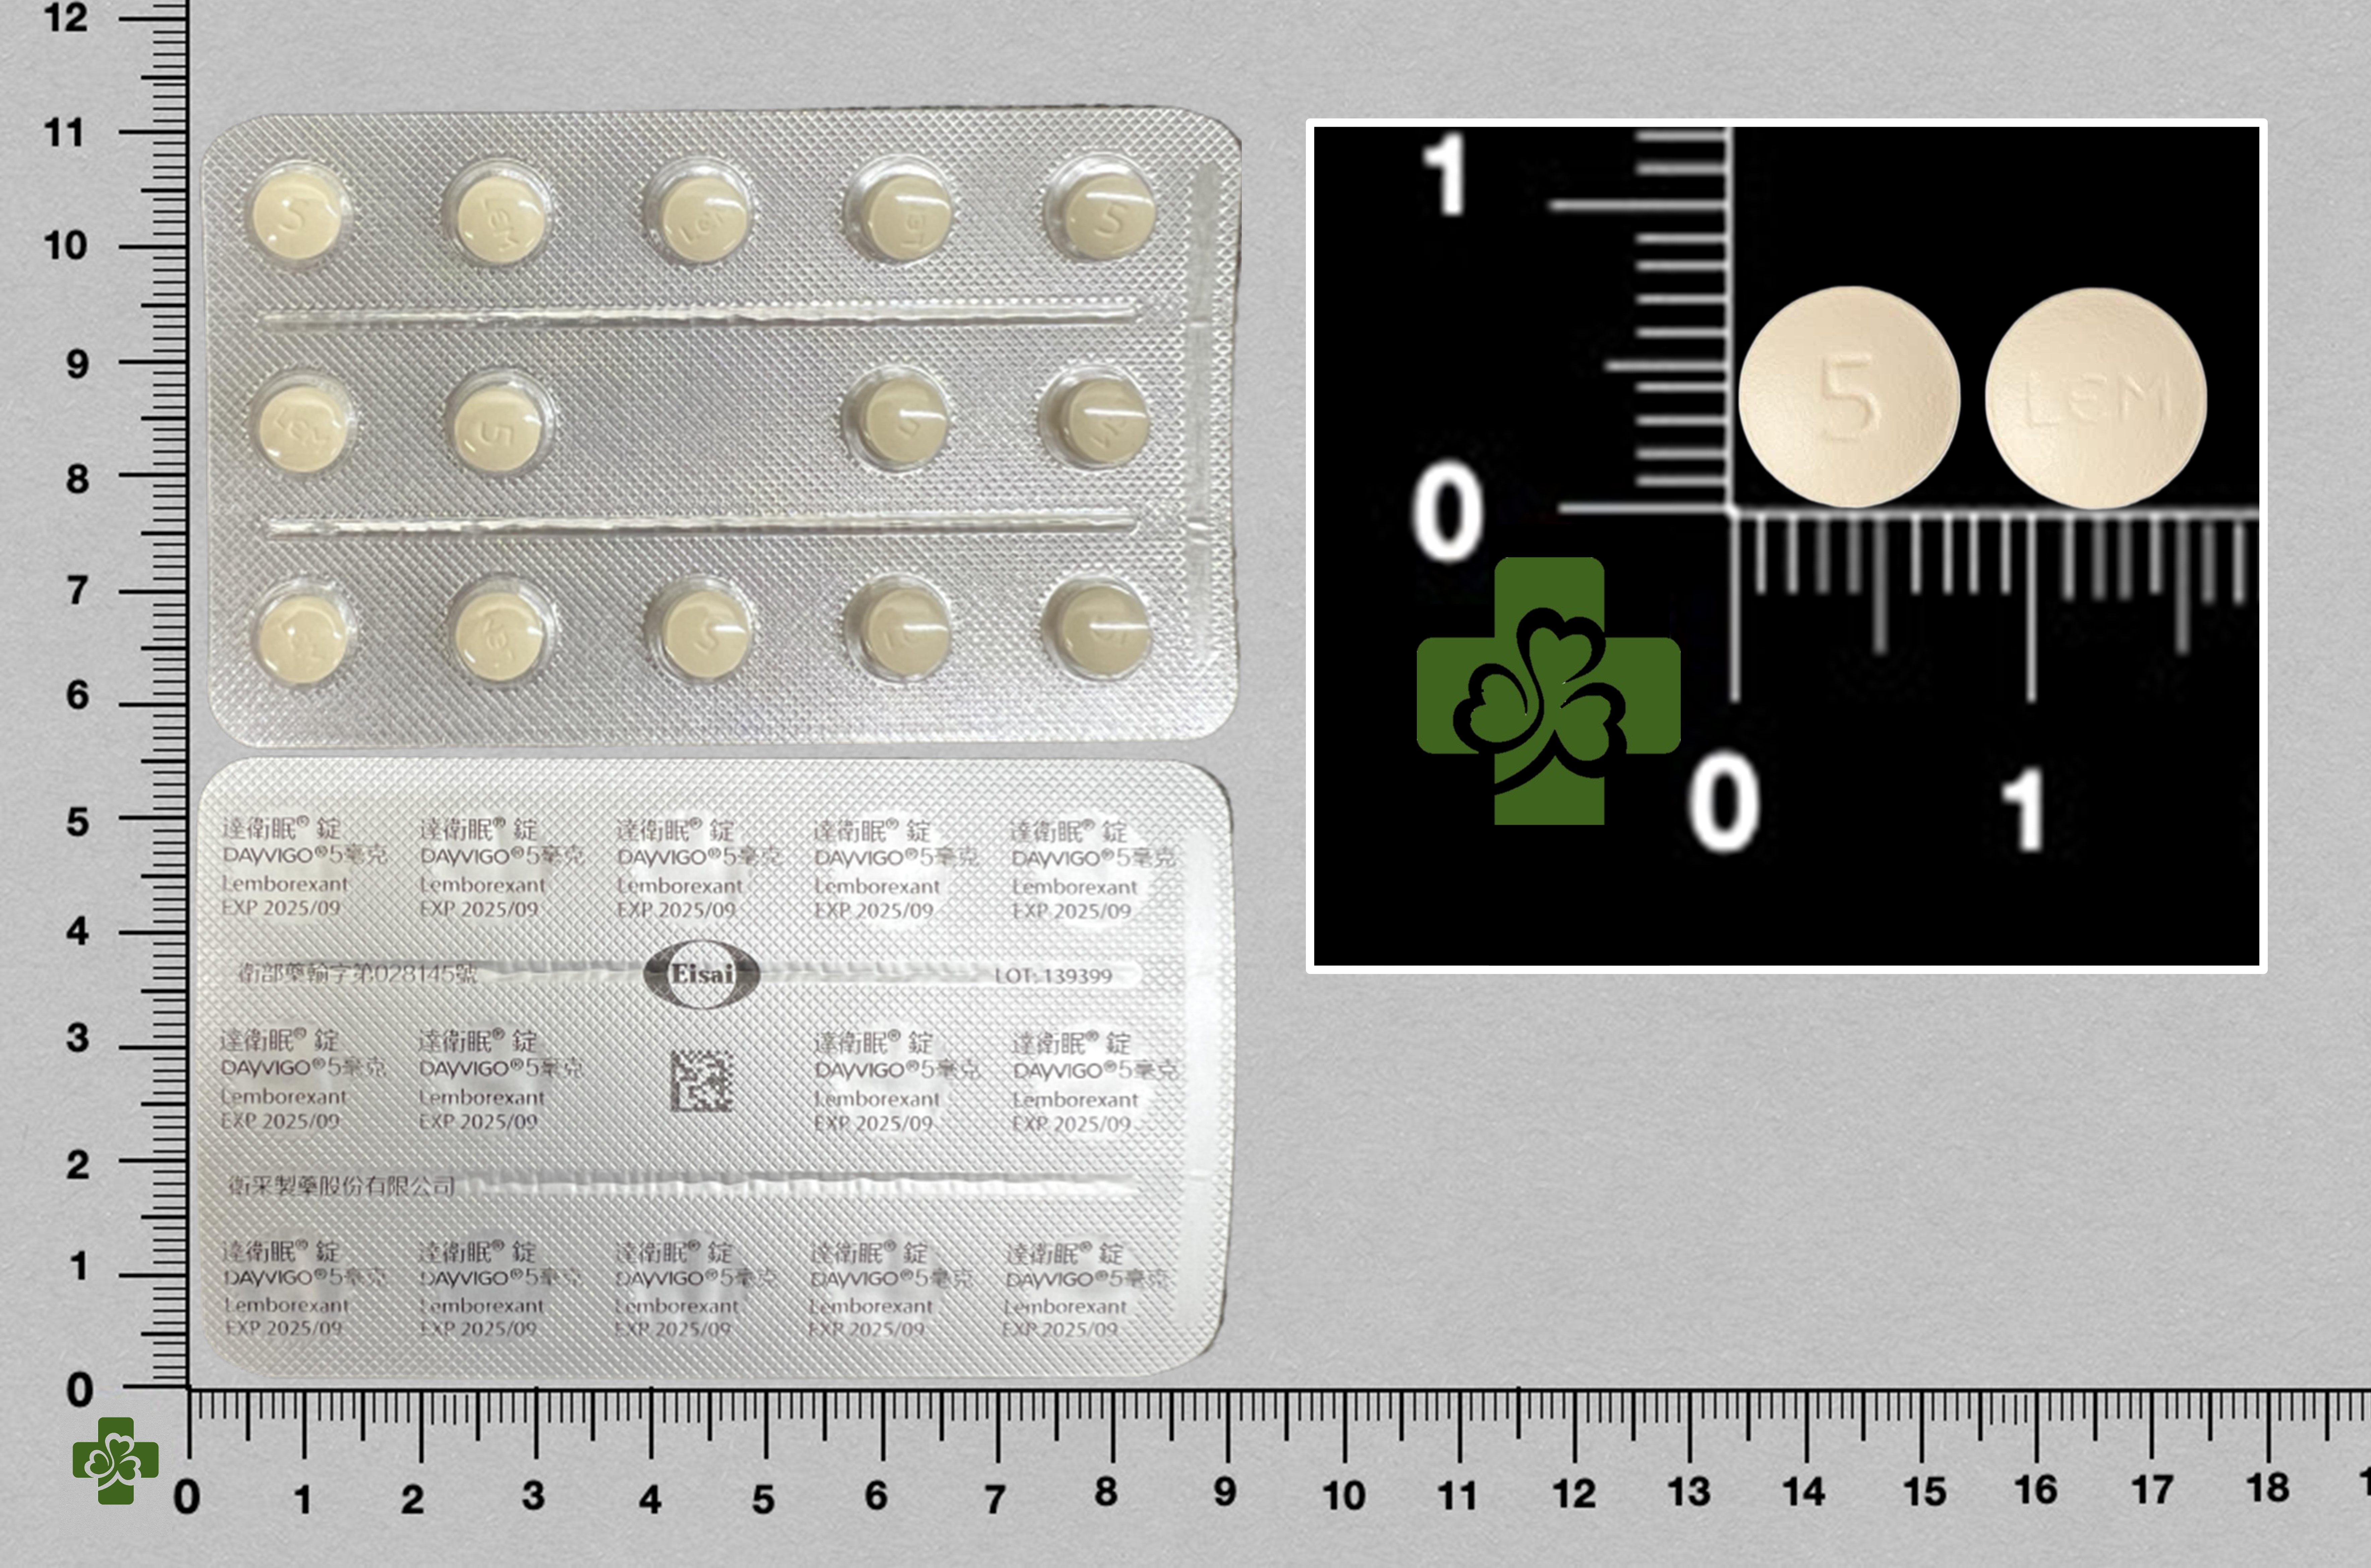 12
11
10
9
8
7
6
5
4
3
2
1
0
5 LEM LEM 5
LEM 5
5
1
0
5 LEM
0 1
達衛眠® 錠 達衛眠® 錠 達衛眠® 錠 達衛眠® 錠 達衛眠® 錠
DAYVIGO®5毫克 DAYVIGO®5毫克 DAYVIGO®5毫克 DAYVIGO®5毫克 DAYVIGO®5毫克
Lemborexant Lemborexant Lemborexant Lemborexant Lemborexant
EXP 2025/09 EXP 2025/09 EXP 2025/09 EXP 2025/09 EXP 2025/09
衛部藥輸字第028145號 Eisai LOT: 139399
達衛眠® 錠 達衛眠® 錠 達衛眠® 錠 達衛眠® 錠
DAYVIGO®5毫克 DAYVIGO®5毫克 DAYVIGO®5毫克 DAYVIGO®5毫克
Lemborexant Lemborexant Lemborexant Lemborexant
EXP 2025/09 EXP 2025/09 EXP 2025/09 EXP 2025/09
衛采製藥股份有限公司
達衛眠® 錠 達衛眠® 錠 達衛眠® 錠 達衛眠® 錠 達衛眠® 錠
DAYVIGO®5毫克 DAYVIGO®5毫克 DAYVIGO®5毫克 DAYVIGO®5毫克 DAYVIGO®5毫克
Lemborexant Lemborexant Lemborexant Lemborexant Lemborexant
EXP 2025/09 EXP 2025/09 EXP 2025/09 EXP 2025/09 EXP 2025/09
0 1 2 3 4 5 6 7 8 9 10 11 12 13 14 15 16 17 18